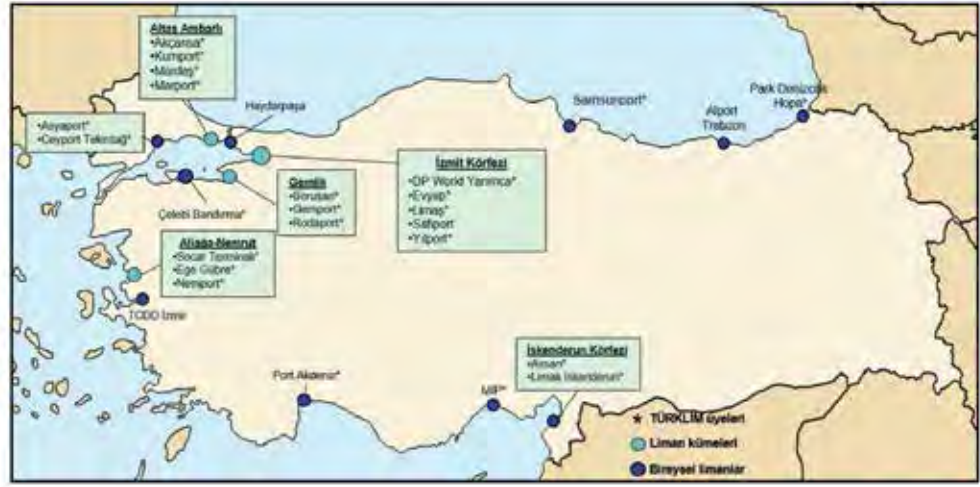 Altaş Ambarlı
•Akçansa*
•Kumport*
•Mardaş*
•Marport*
Haydarpaşa
•Asyaport*
•Ceyport Tekirdağ*
Samsunport*
Park Denizcilik
Hopa*
Alport
Trabzon
İzmit Körfezi
•DP World Yarımca*
•Evyap*
•Limaş*
•Safiport
•Yılport*
Gemlik
•Borusan*
•Gemport*
•Rodaport*
Çelebi Bandırma*
Aliağa-Nemrut
•Socar Terminali*
•Ege Gübre*
•Nemport*
TCDD İzmir
İskenderun Körfezi
•Assan*
•Limak İskenderun*
Port Akdeniz*
MIP*
* TÜRKLİM üyeleri
Liman kümeleri
Bireysel limanlar